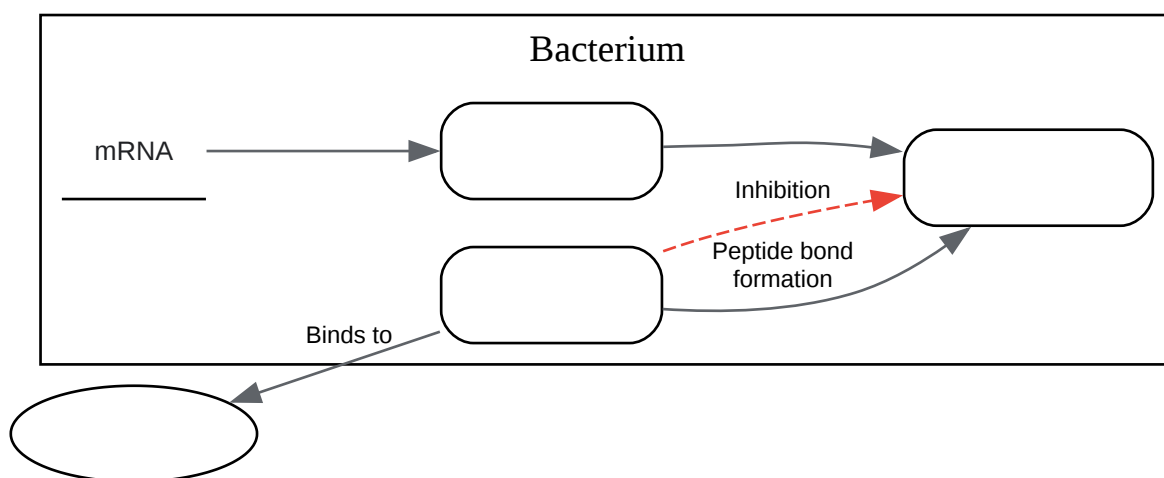 Bacterium
mRNA
Inhibition
Peptide bond
formation
Binds to